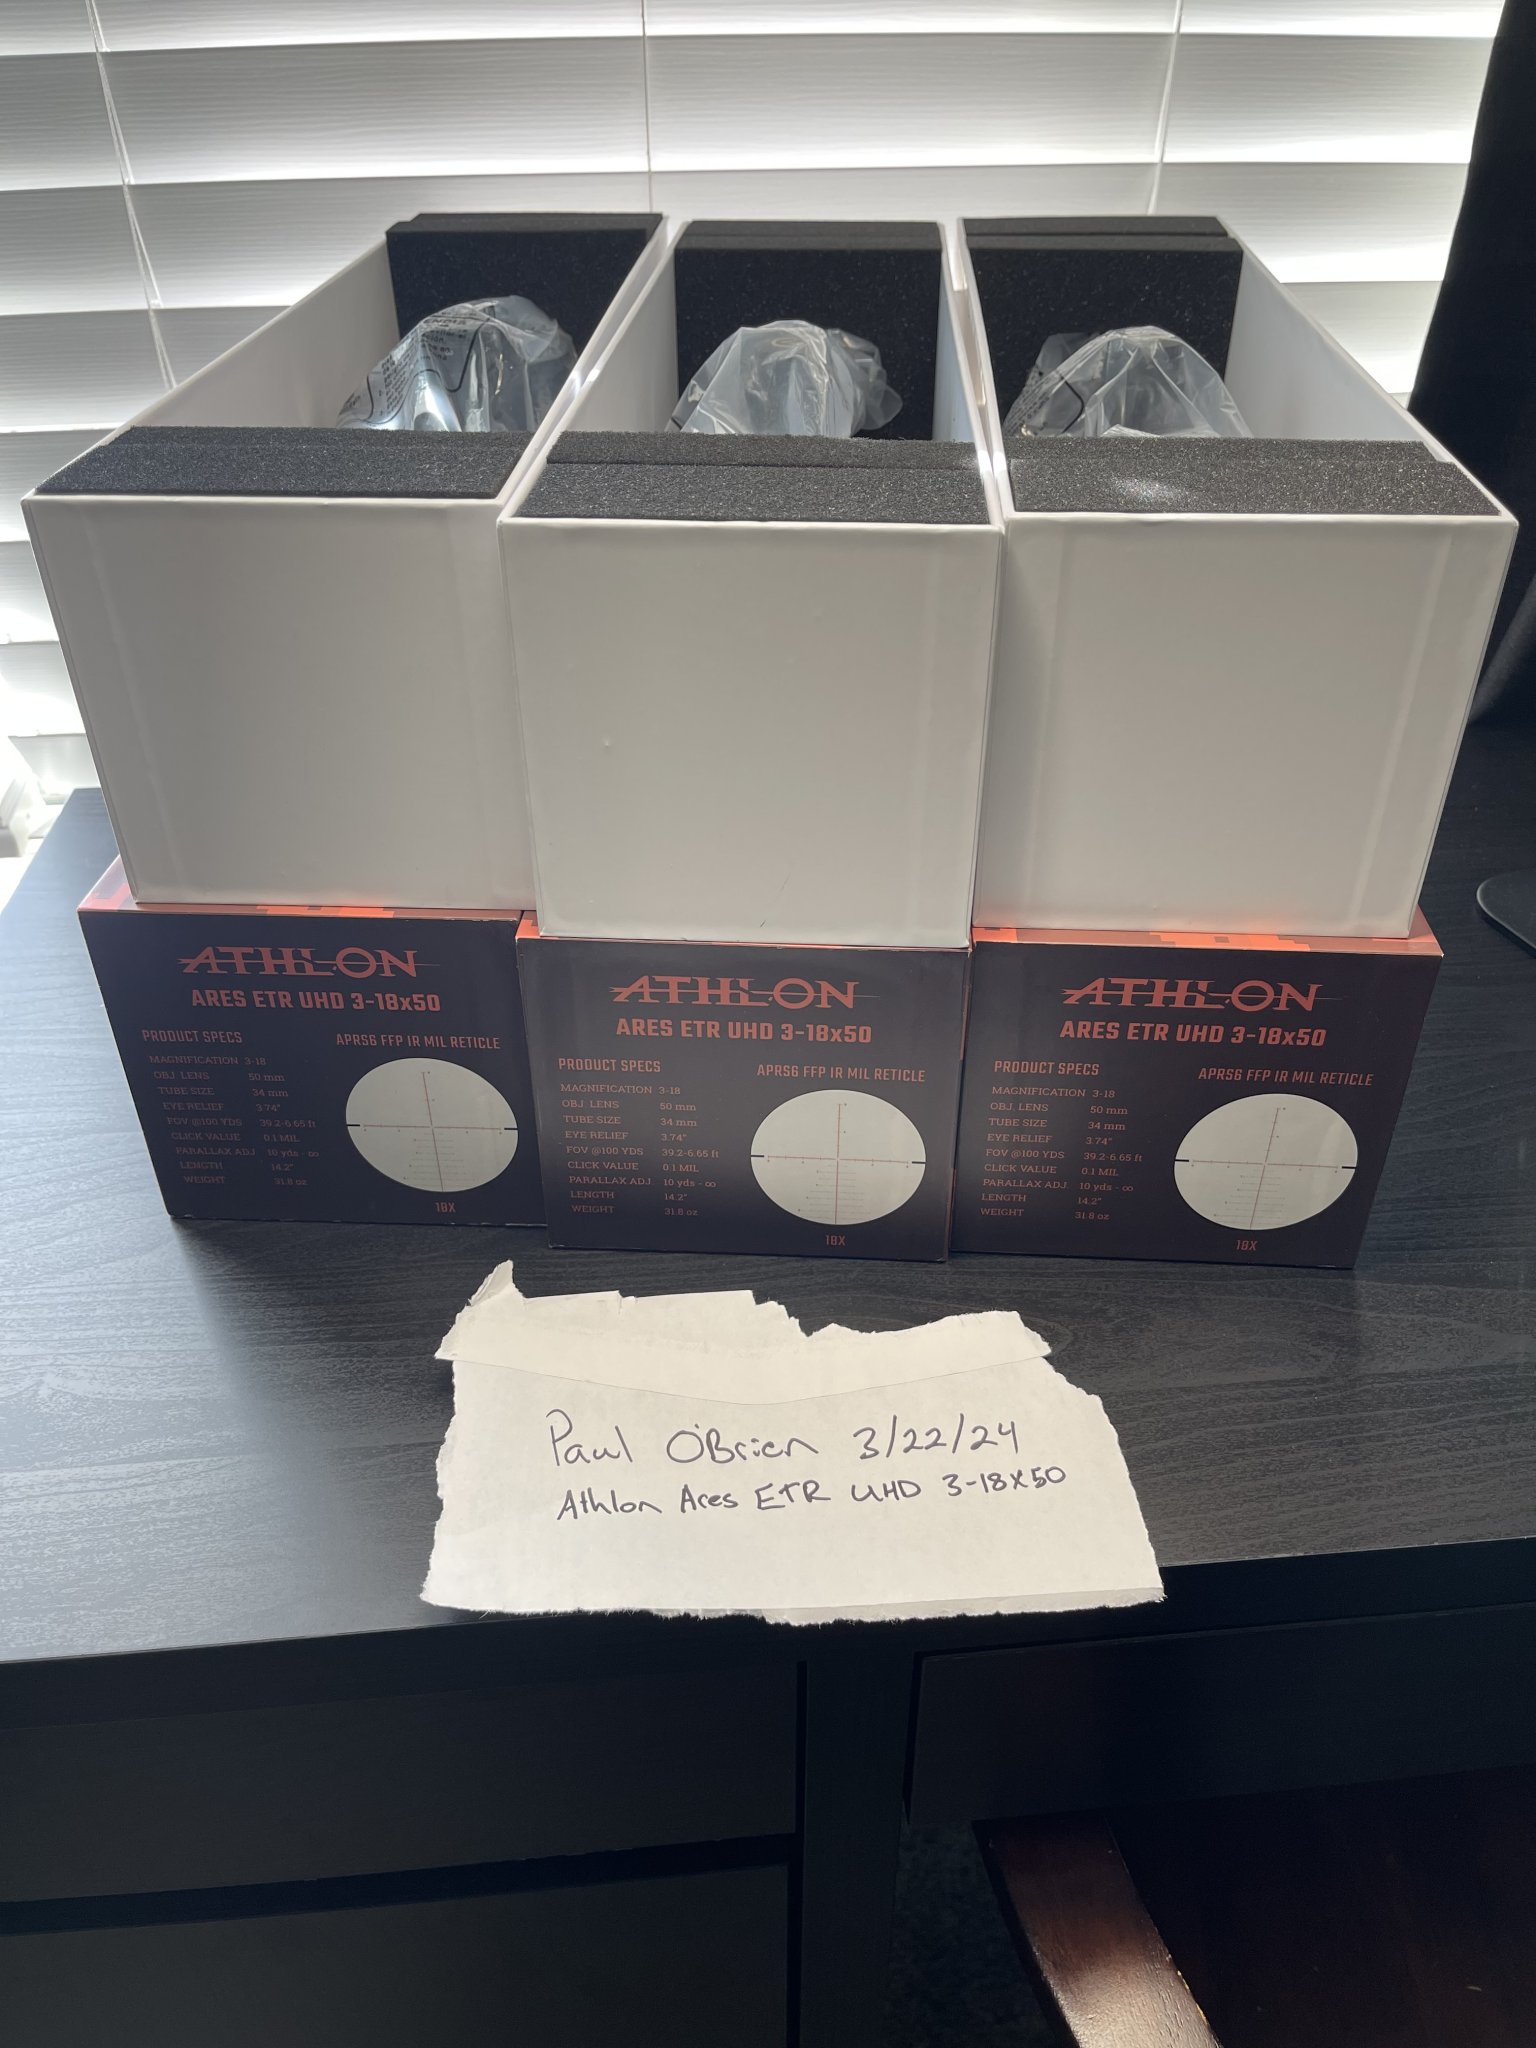 ATHLON
ARES ETR UHD 3-18x50
PRODUCT SPECS
APRS6 FFP IR MIL RETICLE
MAGNIFICATION 3-18
OBJ. LENS 50 mm
TUBE SIZE 34 mm
EYE RELIEF 3.74"
FOV @100 YDS 39.2-6.65 ft
CLICK VALUE 0.1 MIL
PARALLAX ADJ 10 yds - ∞
LENGTH 14.2"
WEIGHT 31.8 oz
18X
ATHLON
ARES ETR UHD 3-18x50
PRODUCT SPECS
APRS6 FFP IR MIL RETICLE
MAGNIFICATION 3-18
OBJ. LENS 50 mm
TUBE SIZE 34 mm
EYE RELIEF 3.74"
FOV @100 YDS 39.2-6.65 ft
CLICK VALUE 0.1 MIL
PARALLAX ADJ. 10 yds - ∞
LENGTH 14.2"
WEIGHT 31.8 oz
18X
ATHLON
ARES ETR UHD 3-18x50
PRODUCT SPECS
APRS6 FFP IR MIL RETICLE
MAGNIFICATION 3-18
OBJ. LENS 50 mm
TUBE SIZE 34 mm
EYE RELIEF 3.74"
FOV @100 YDS 39.2-6.65 ft
CLICK VALUE 0.1 MIL
PARALLAX ADJ. 10 yds - ∞
LENGTH 14.2"
WEIGHT 31.8 oz
18X
Paul O'Brien 3/22/24
Athlon Ares ETR UHD 3-18x50